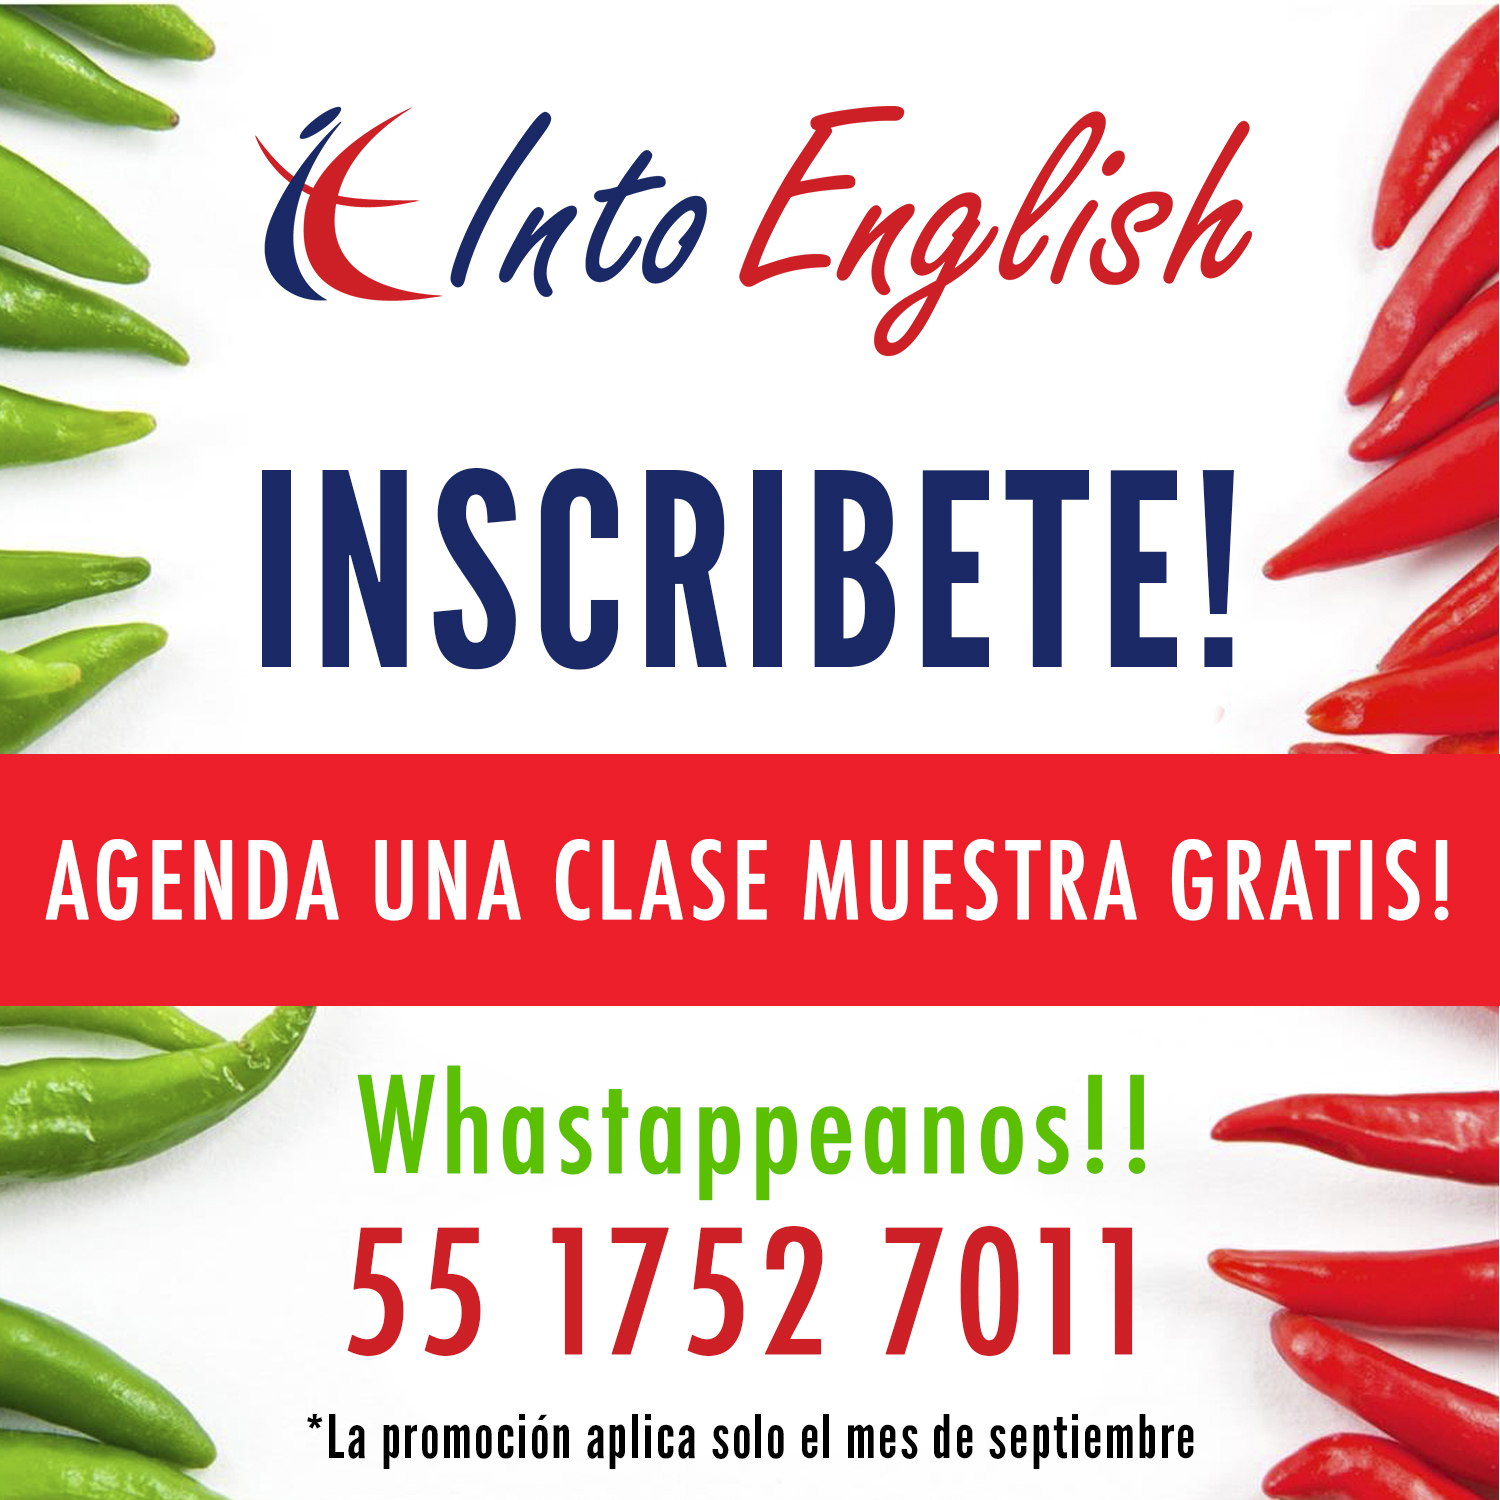 Into English
INSCRIBETE!
AGENDA UNA CLASE MUESTRA GRATIS!
Whastappeanos!!
55 1752 7011
*La promoción aplica solo el mes de septiembre